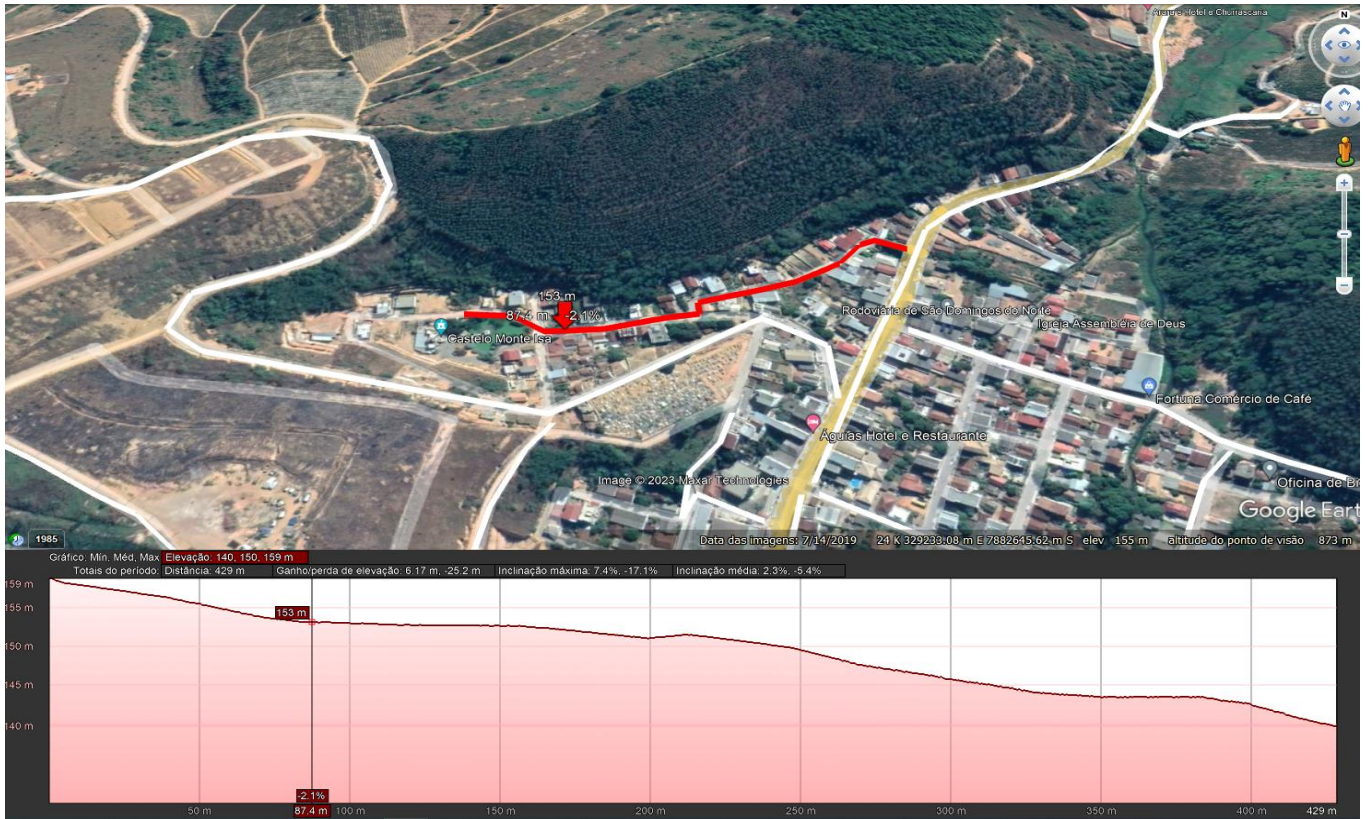 Areia's Hotel e Churrascaria
N
153 m
87,4 m -2.1%
Castelo Monte Isa
Rodoviária de São Domingos do Norte
Igreja Assembléia de Deus
Fortuna Comércio de Café
Águias Hotel e Restaurante
Image © 2023 Maxar Technologies
Oficina de Br
Google Eart
1985
Data das imagens: 7/14/2019 24 K 329233.08 m E 7882645.62 m S elev 155 m altitude do ponto de visão 873 m
Gráfico: Mín, Méd, Máx Elevação: 140, 150, 159 m
Totais do período: Distância: 429 m Ganho/perda de elevação: 6.17 m, -25.2 m Inclinação máxima: 7.4%, -17.1% Inclinação média: 2.3%, -5.4%
159 m
155 m
153 m
150 m
145 m
140 m
-2.1%
50 m 87,4 m 100 m 150 m 200 m 250 m 300 m 350 m 400 m 429 m